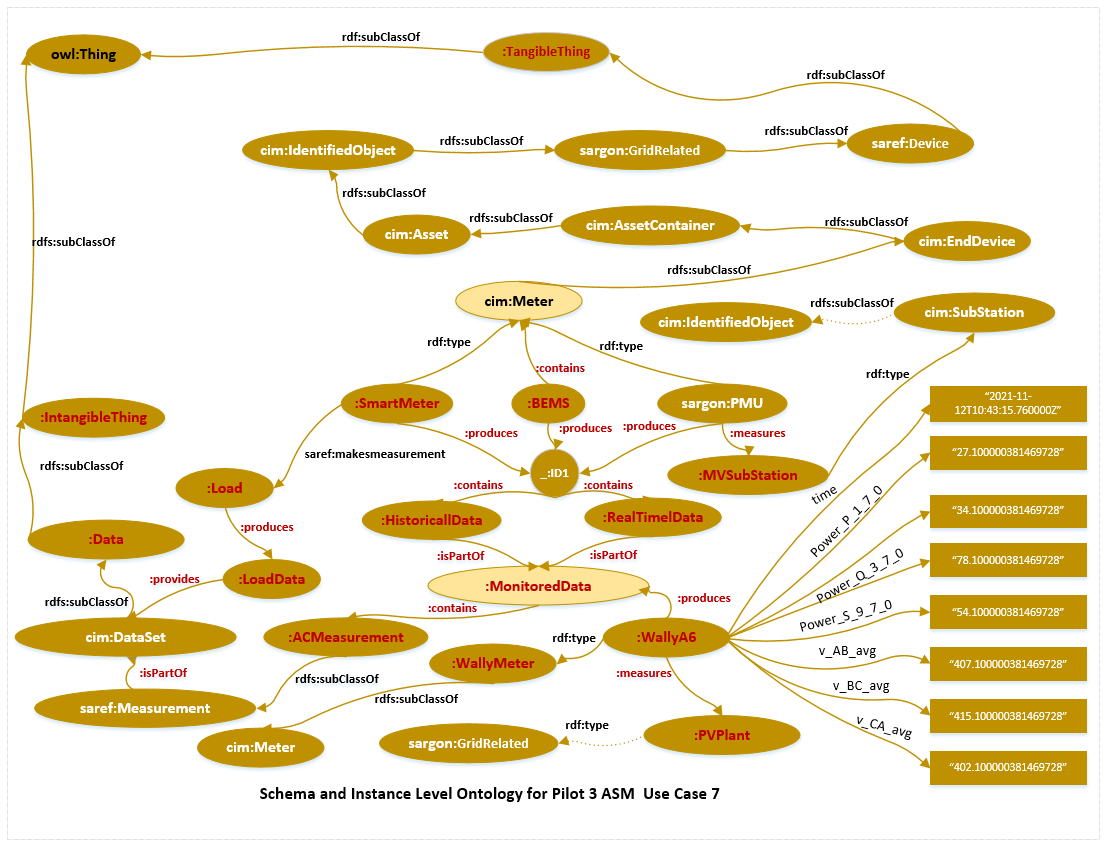 rdf:subClassOf
owl:Thing
:TangibleThing
rdf:subClassOf
rdfs:subClassOf
rdfs:subClassOf
saref:Device
cim:IdentifiedObject
sargon:GridRelated
rdfs:subClassOf
rdfs:subClassOf
rdfs:subClassOf
cim:Asset
cim:AssetContainer
cim:EndDevice
rdfs:subClassOf
rdfs:subClassOf
cim:Meter
rdfs:subClassOf
cim:IdentifiedObject
cim:SubStation
rdf:type
rdf:type
:contains
rdf:type
:IntangibleThing
:SmartMeter
:BEMS
sargon:PMU
“2021-11-
12T10:43:15.760000Z”
:produces
:produces
:produces
:measures
saref:makesmeasurement
“27.100000381469728”
rdfs:subClassOf
_:ID1
:MVSubStation
:Load
:contains
:contains
time
Power_P_1_7_0
“34.100000381469728”
:HistoricallData
:RealTimelData
:produces
:Data
:isPartOf
:isPartOf
“78.100000381469728”
:provides
:LoadData
:MonitoredData
Power_Q_3_7_0
rdfs:subClassOf
:contains
:produces
Power_S_9_7_0
“54.100000381469728”
cim:DataSet
:ACMeasurement
rdf:type
:WallyA6
v_AB_avg
:isPartOf
rdfs:subClassOf
:WallyMeter
:measures
“407.100000381469728”
v_BC_avg
rdfs:subClassOf
saref:Measurement
“415.100000381469728”
rdf:type
v_CA_avg
cim:Meter
sargon:GridRelated
:PVPlant
“402.100000381469728”
Schema and Instance Level Ontology for Pilot 3 ASM  Use Case 7